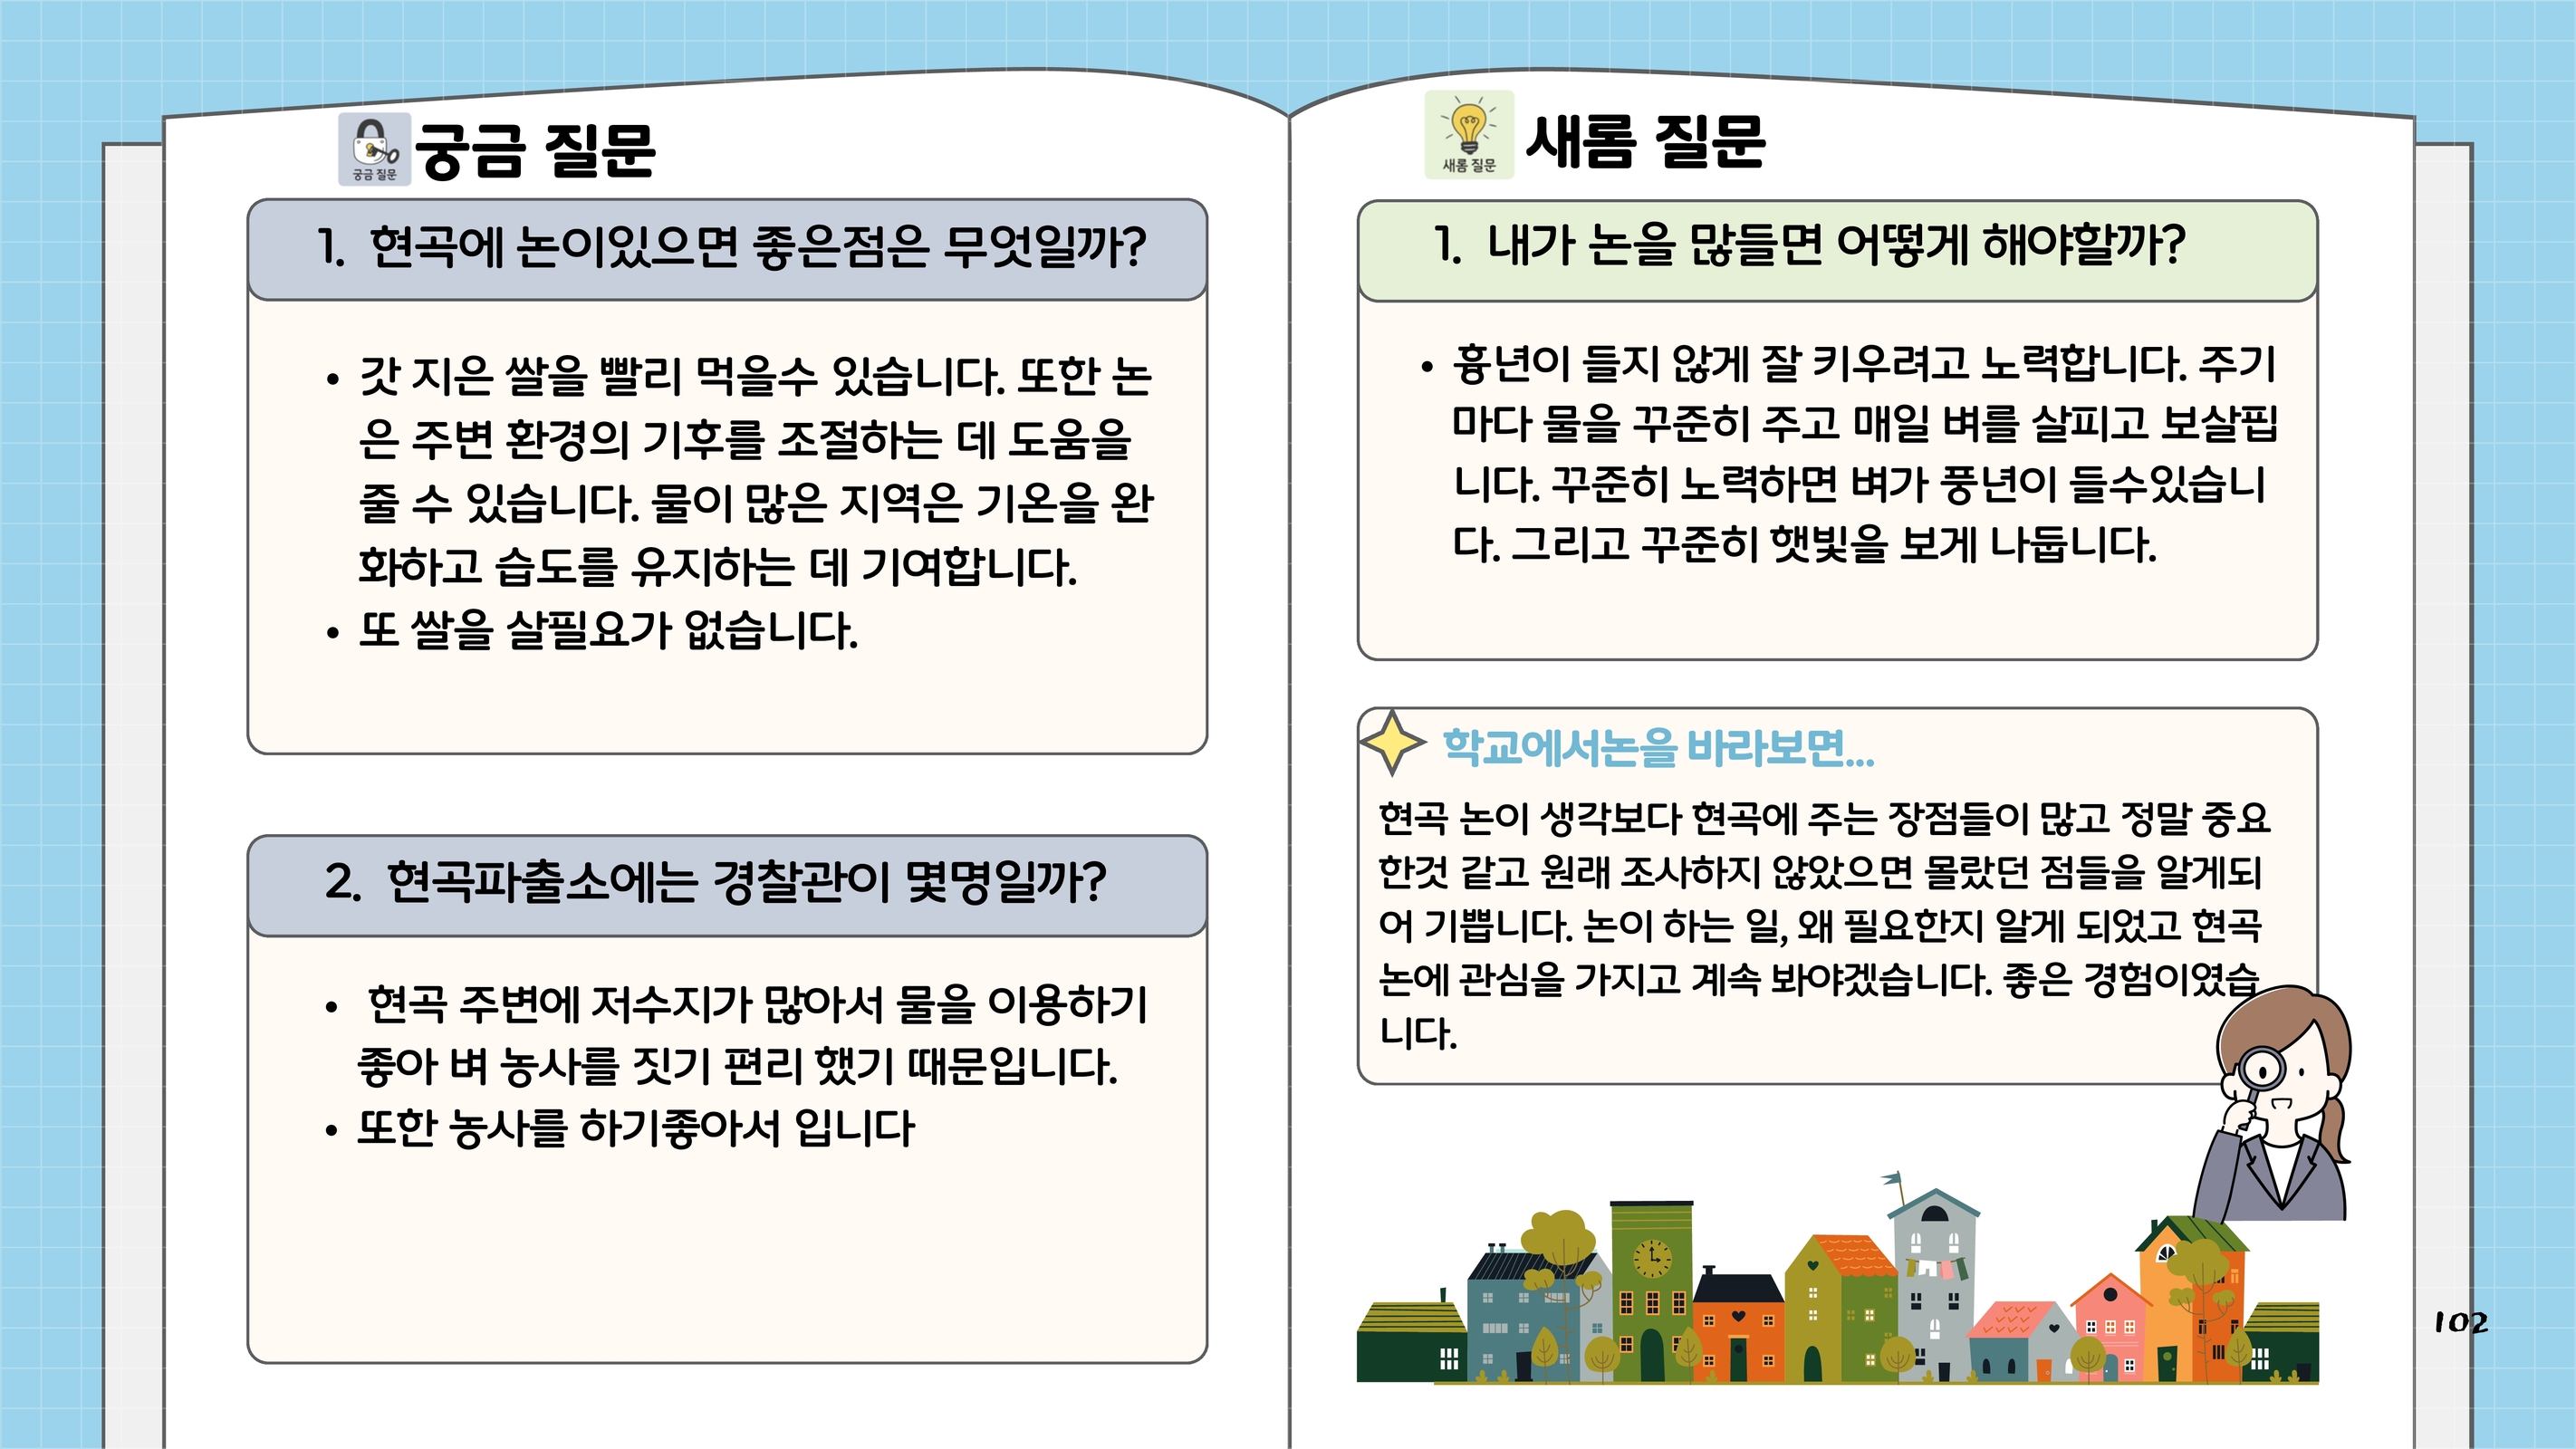 궁금 질문
궁금 질문
1. 현곡에 논이있으면 좋은점은 무엇일까?
• 갓 지은 쌀을 빨리 먹을수 있습니다. 또한 논
은 주변 환경의 기후를 조절하는 데 도움을
줄 수 있습니다. 물이 많은 지역은 기온을 완
화하고 습도를 유지하는 데 기여합니다.
• 또 쌀을 살필요가 없습니다.
2. 현곡파출소에는 경찰관이 몇명일까?
• 현곡 주변에 저수지가 많아서 물을 이용하기
좋아 벼 농사를 짓기 편리 했기 때문입니다.
• 또한 농사를 하기좋아서 입니다
새롬 질문
새롬 질문
1. 내가 논을 많들면 어떻게 해야할까?
• 흉년이 들지 않게 잘 키우려고 노력합니다. 주기
마다 물을 꾸준히 주고 매일 벼를 살피고 보살핍
니다. 꾸준히 노력하면 벼가 풍년이 들수있습니
다. 그리고 꾸준히 햇빛을 보게 나둡니다.
학교에서논을 바라보면...
현곡 논이 생각보다 현곡에 주는 장점들이 많고 정말 중요
한것 같고 원래 조사하지 않았으면 몰랐던 점들을 알게되
어 기쁩니다. 논이 하는 일, 왜 필요한지 알게 되었고 현곡
논에 관심을 가지고 계속 봐야겠습니다. 좋은 경험이였습
니다.
102